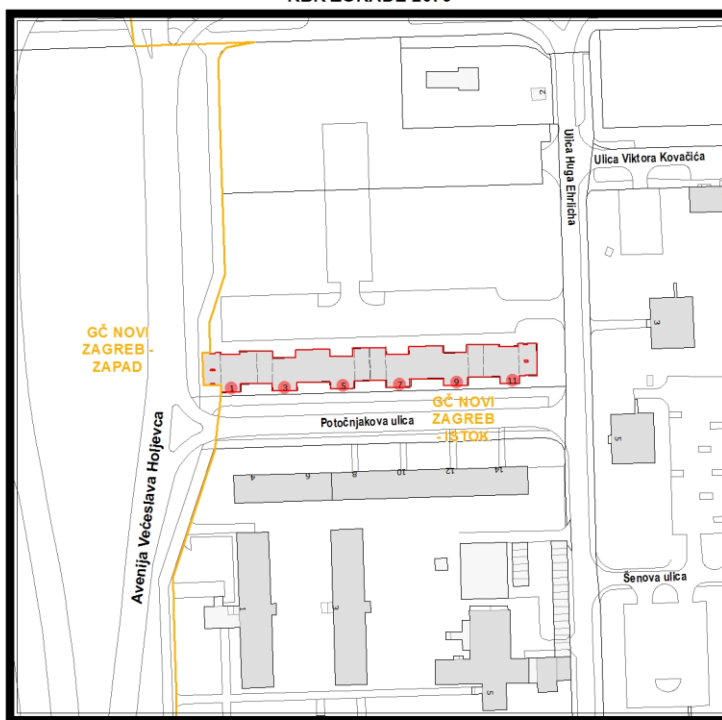 2
Ulica Huga Ehrlicha
Ulica Viktora Kovačića
GČ NOVI
ZAGREB -
ZAPAD
3
1
3
5
7
9
11
GČ NOVI
ZAGREB
- ISTOK
Potočnjakova ulica
Avenija Većeslava Holjevca
5
4
6
8
10
12
14
Šenova ulica
1
3
5